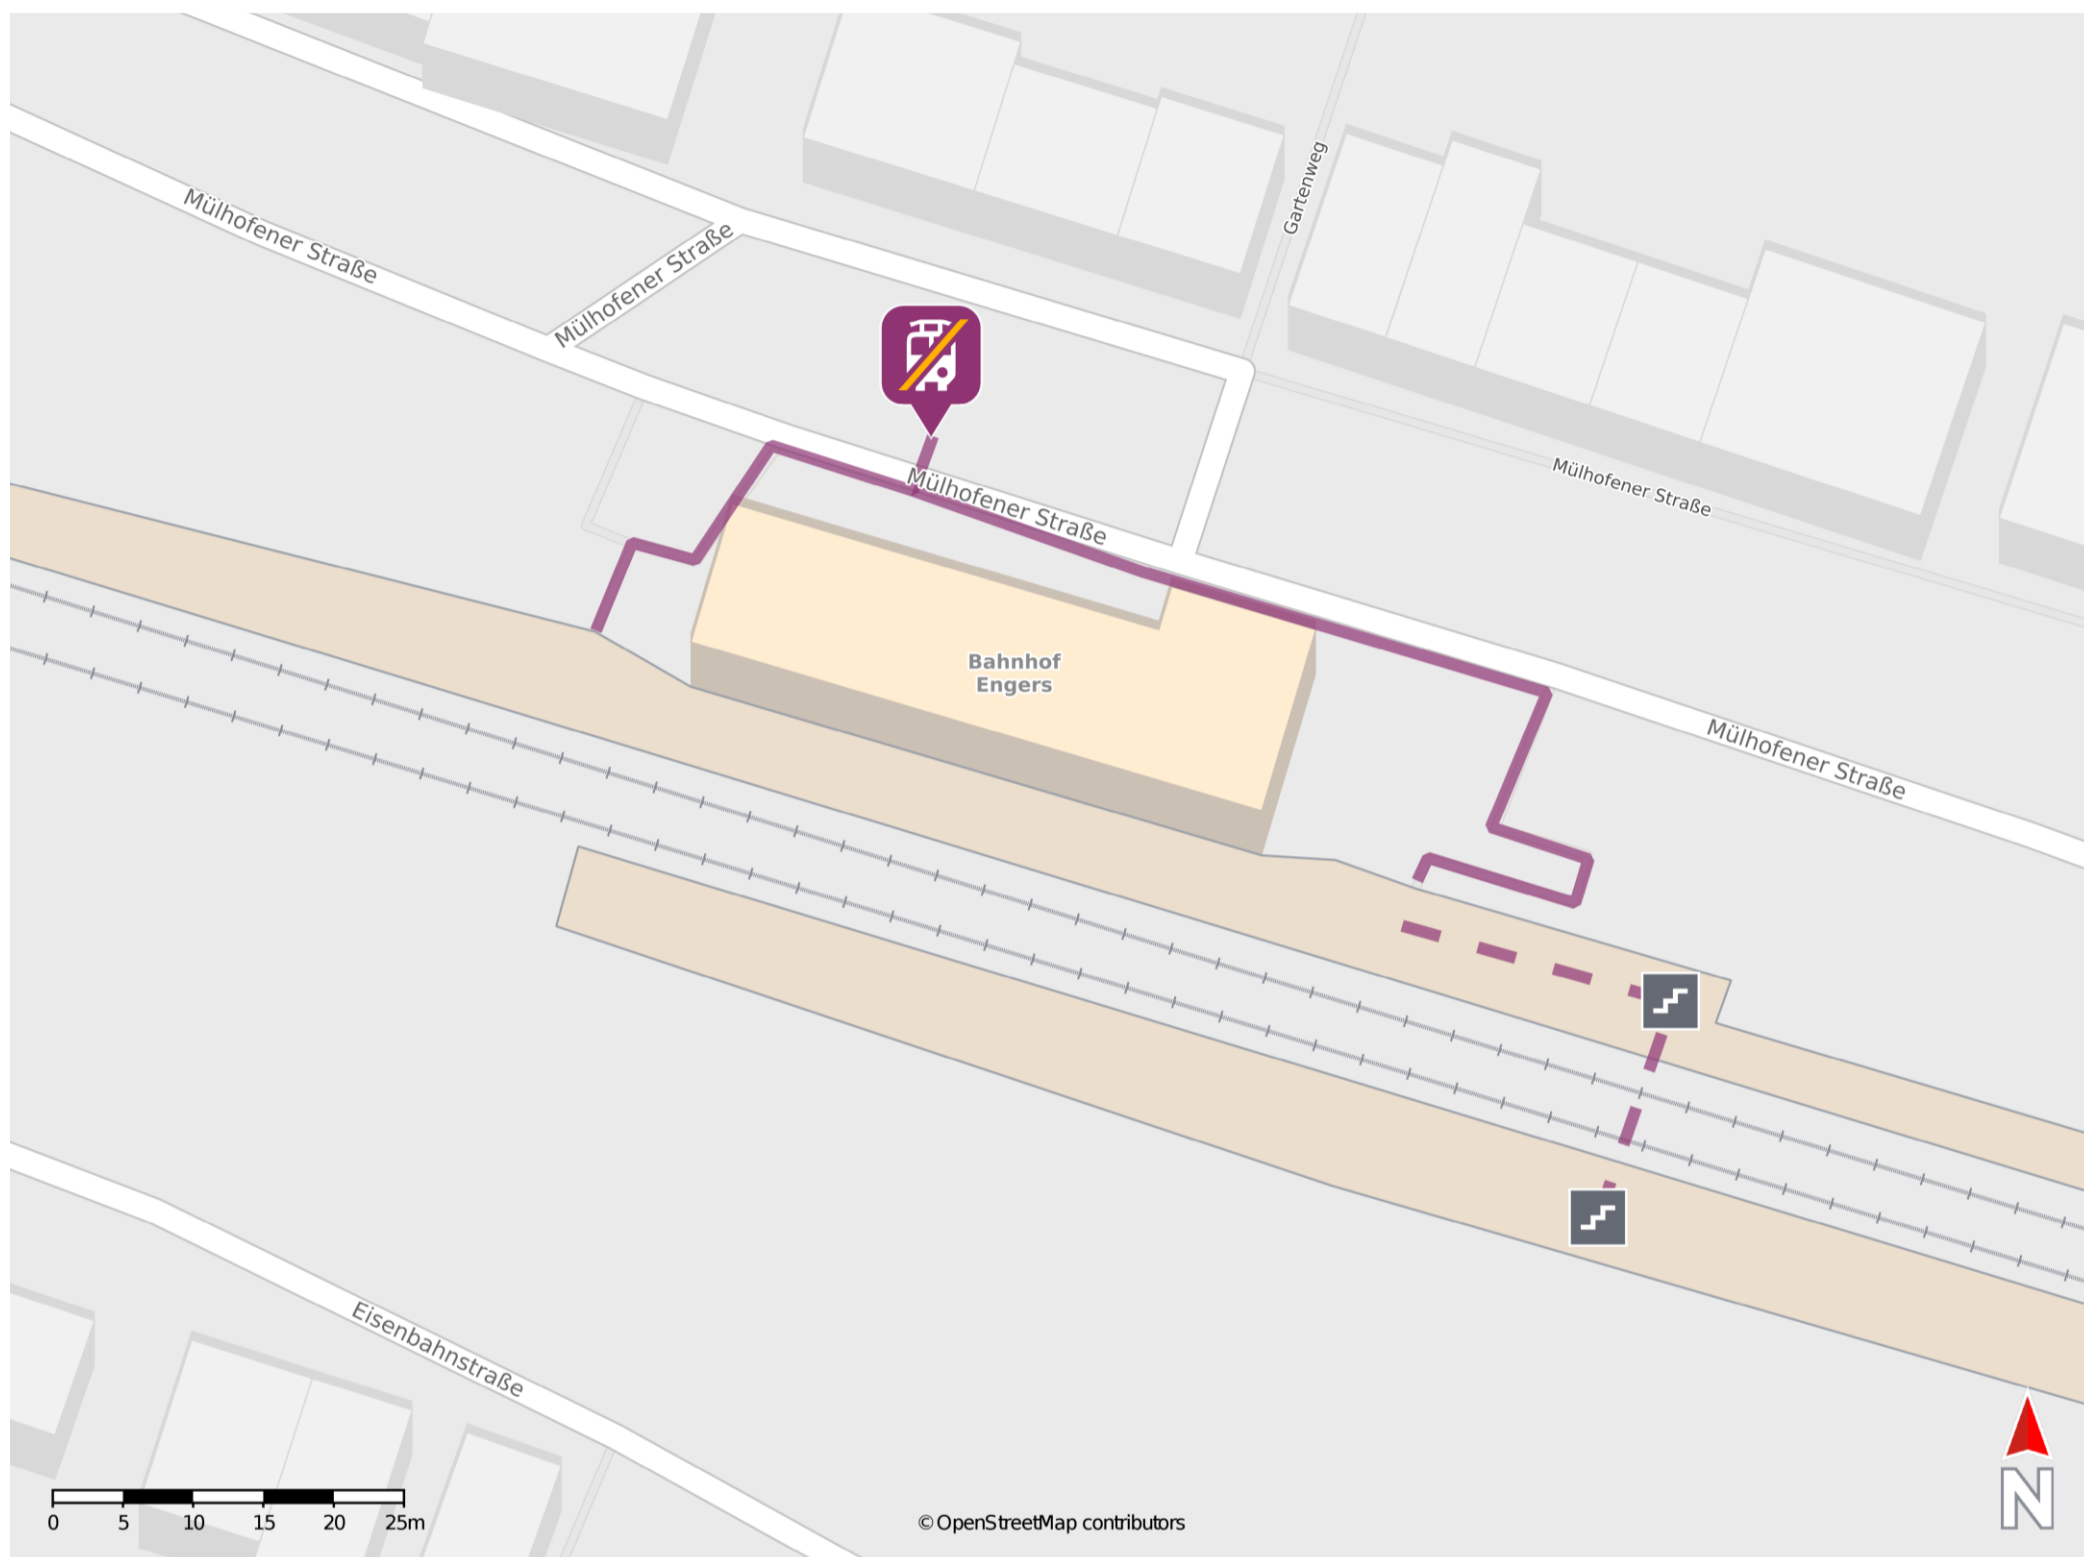 Gartenweg
Mülhofener Straße
Mülhofener Straße
Mülhofener Straße
Mülhofener Straße
Bahnhof
Engers
Mülhofener Straße
Eisenbahnstraße
0 5 10 15 20 25m
© OpenStreetMap contributors
N